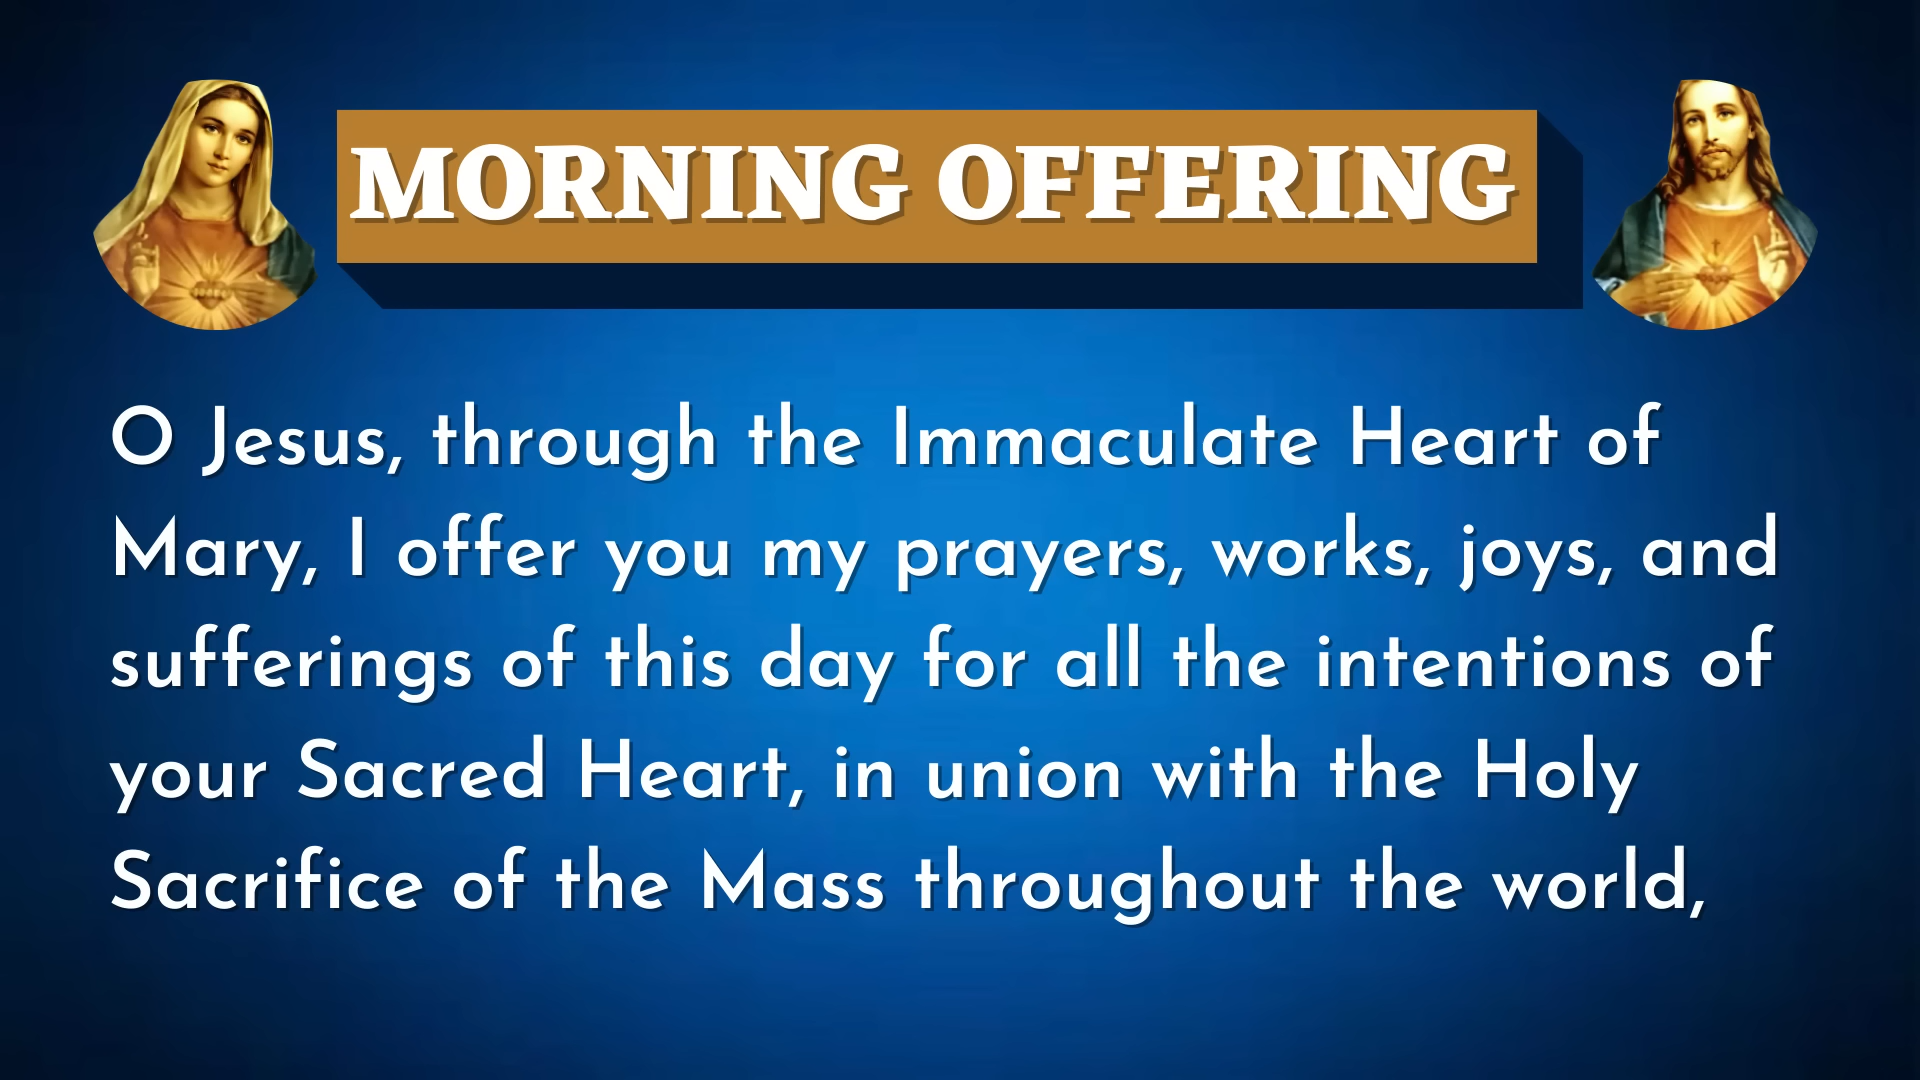 MORNING OFFERING
O Jesus, through the Immaculate Heart of
Mary, I offer you my prayers, works, joys, and
sufferings of this day for all the intentions of
your Sacred Heart, in union with the Holy
Sacrifice of the Mass throughout the world,